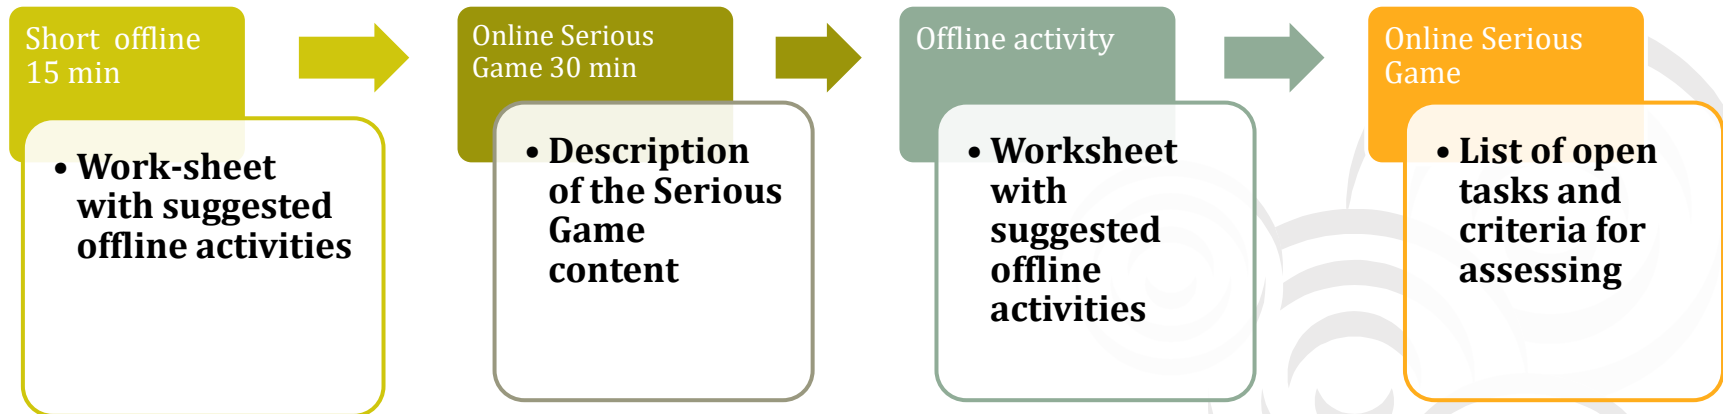 Short offline
15 min
• Work-sheet
with suggested
offline activities
Online Serious
Game 30 min
• Description
of the Serious
Game
content
Offline activity
• Worksheet
with
suggested
offline
activities
Online Serious
Game
• List of open
tasks and
criteria for
assessing